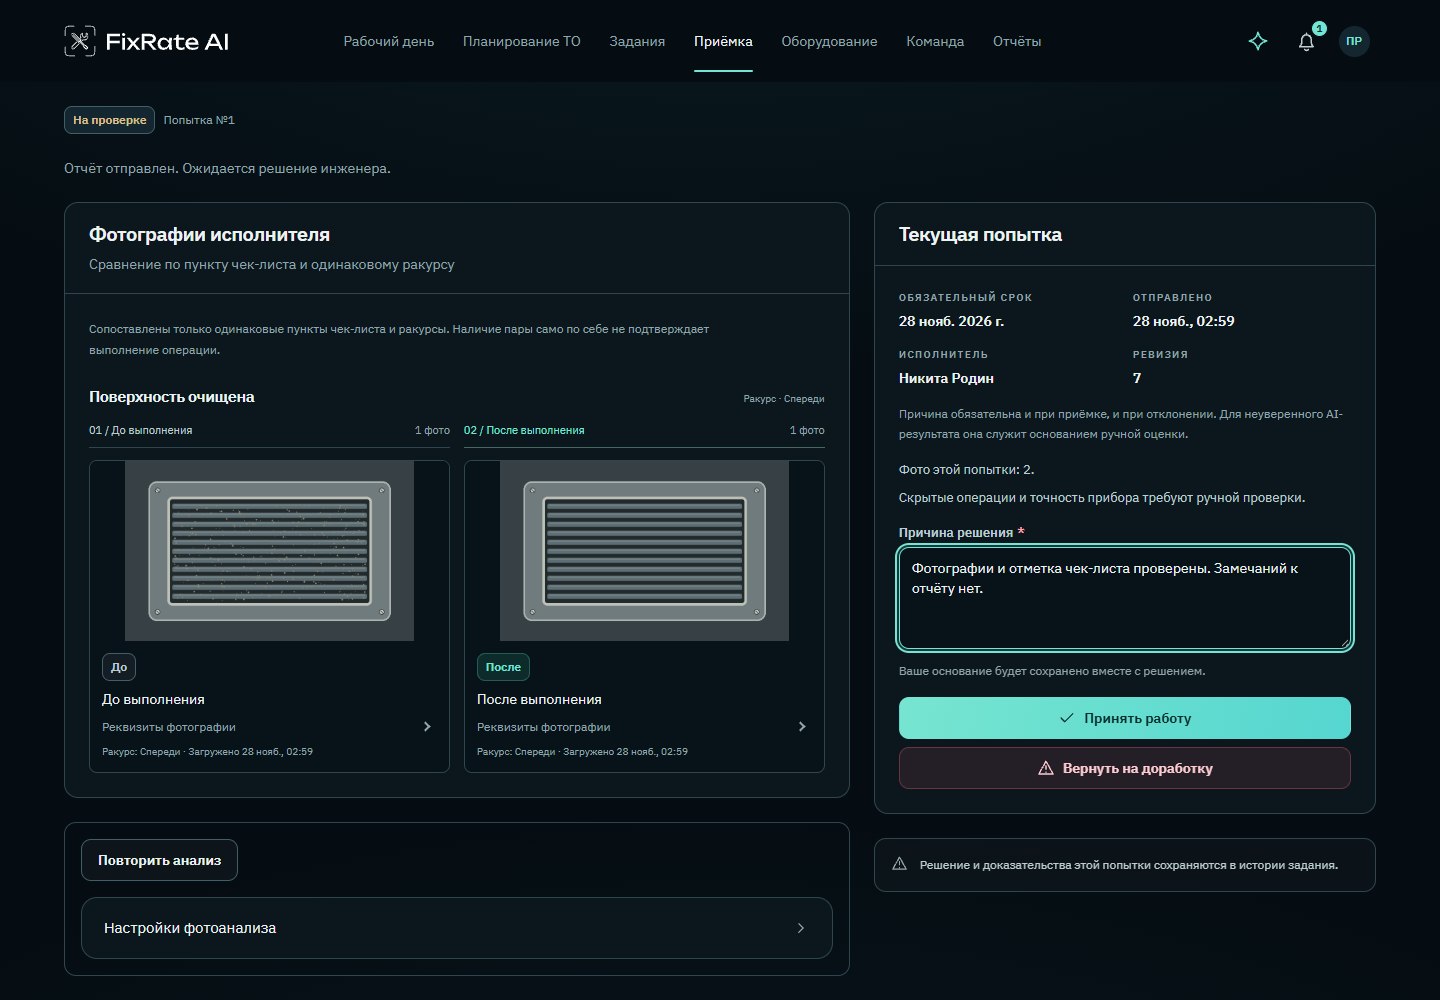 FixRate AI
Рабочий день
Планирование ТО
Задания
Приёмка
Оборудование
Команда
Отчёты
1
ПР
На проверке
Попытка №1
Отчёт отправлен. Ожидается решение инженера.
Фотографии исполнителя
Сравнение по пункту чек-листа и одинаковому ракурсу
Сопоставлены только одинаковые пункты чек-листа и ракурсы. Наличие пары само по себе не подтверждает
выполнение операции.
Поверхность очищена
Ракурс · Спереди
01 / До выполнения
1 фото
02 / После выполнения
1 фото
До
До выполнения
Реквизиты фотографии
Ракурс: Спереди · Загружено 28 нояб., 02:59
После
После выполнения
Реквизиты фотографии
Ракурс: Спереди · Загружено 28 нояб., 02:59
Повторить анализ
Настройки фотоанализа
Текущая попытка
ОБЯЗАТЕЛЬНЫЙ СРОК
28 нояб. 2026 г.
ОТПРАВЛЕНО
28 нояб., 02:59
ИСПОЛНИТЕЛЬ
Никита Родин
РЕВИЗИЯ
7
Причина обязательна и при приёмке, и при отклонении. Для неуверенного AI-
результата она служит основанием ручной оценки.
Фото этой попытки: 2.
Скрытые операции и точность прибора требуют ручной проверки.
Причина решения *
Фотографии и отметка чек-листа проверены. Замечаний к
отчёту нет.
Ваше основание будет сохранено вместе с решением.
Принять работу
Вернуть на доработку
Решение и доказательства этой попытки сохраняются в истории задания.